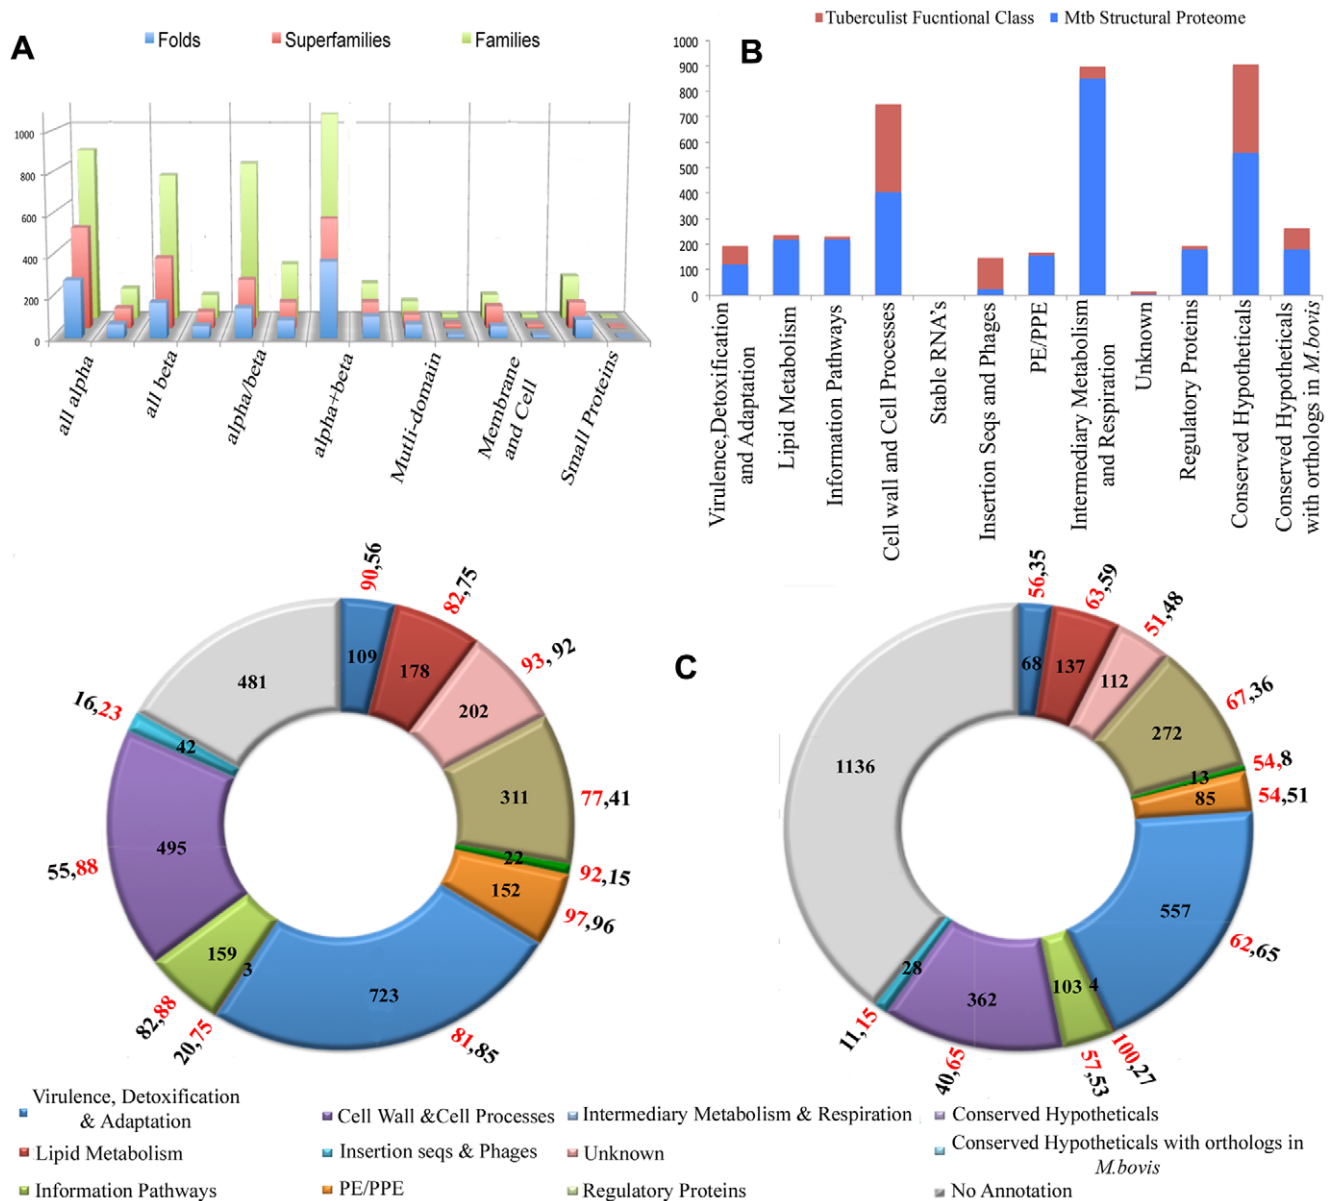 A
Folds
Superfamilies
Families
1000
800
600
400
200
0
all alpha
all beta
alpha/beta
alpha+beta
Mutli-domain
Membrane
and Cell
Small Proteins
Tuberculist Fucntional Class
Mtb Structural Proteome
B
1000
900
800
700
600
500
400
300
200
100
0
Virulence,Detoxification
and Adaptation
Lipid Metabolism
Information Pathways
Cell wall and Cell Processes
Stable RNA's
Insertion Seqs and Phages
PE/PPE
Intermediary Metabolism
and Respiration
Unknown
Regulatory Proteins
Conserved Hypotheticals
Conserved Hypotheticals
with orthologs in M.bovis
90,56
82,75
93, 92
77,41
92,15
97,96
81,85
20,75
82,88
55,88
16,23
109
178
202
311
22
152
723
3
159
495
42
481
C
56,35
63,59
51,48
67,36
54,8
54,51
62,65
100,27
57,53
40,65
11,15
68
137
112
272
13
85
557
4
103
362
28
1136
Virulence, Detoxification
& Adaptation
Cell Wall &Cell Processes
Intermediary Metabolism & Respiration
Conserved Hypotheticals
Lipid Metabolism
Insertion seqs & Phages
Unknown
Conserved Hypotheticals with orthologs in
M.bovis
Information Pathways
PE/PPE
Regulatory Proteins
No Annotation